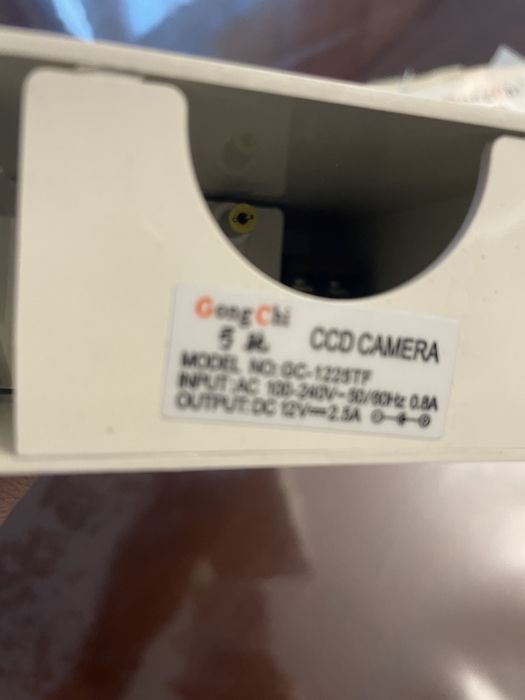 GongChi
CCD CAMERA
MODEL NO: GC-1225TF
INPUT: AC 100-240V~50/60Hz 0.8A
OUTPUT: DC 12V⎓2.5A